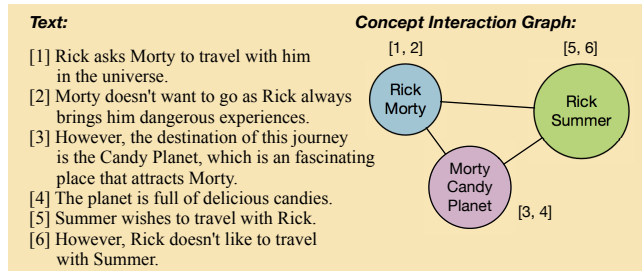 Text:
[1] Rick asks Morty to travel with him
in the universe.
[2] Morty doesn't want to go as Rick always
brings him dangerous experiences.
[3] However, the destination of this journey
is the Candy Planet, which is an fascinating
place that attracts Morty.
[4] The planet is full of delicious candies.
[5] Summer wishes to travel with Rick.
[6] However, Rick doesn't like to travel
with Summer.
Concept Interaction Graph:
[1, 2]
[5, 6]
Rick
Morty
Rick
Summer
Morty
Candy
Planet
[3, 4]